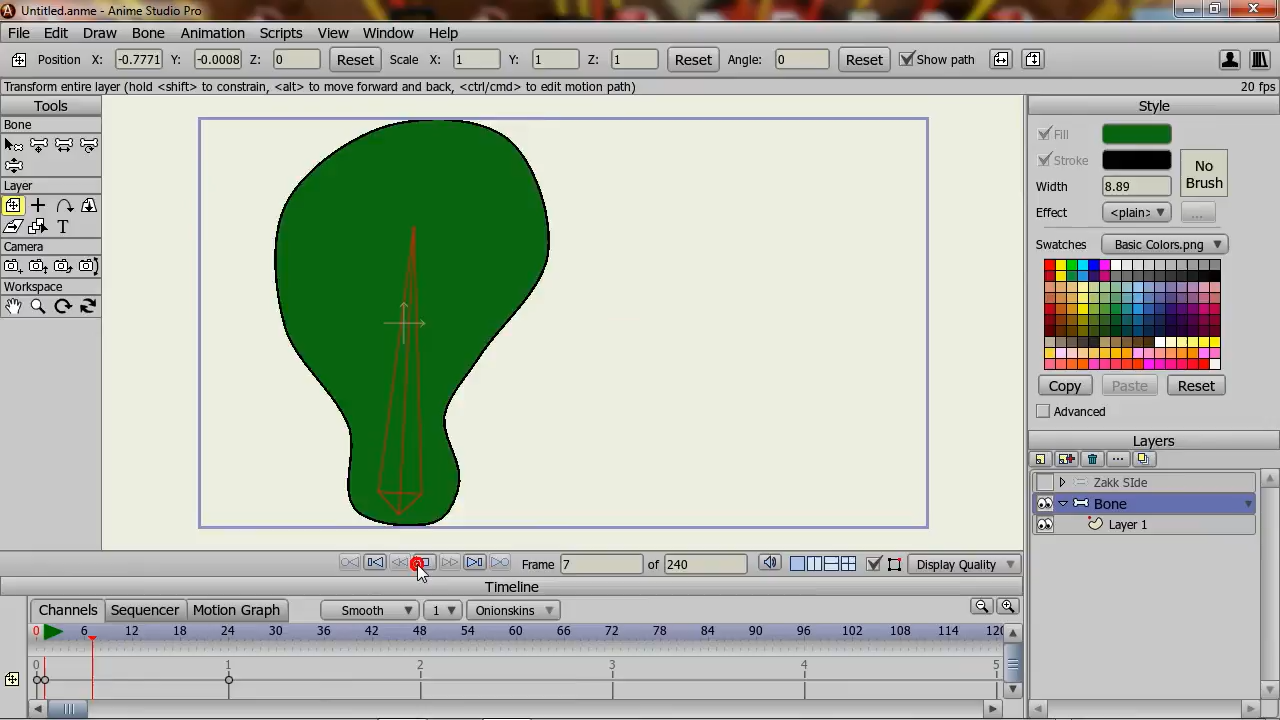 Untitled.anme - Anime Studio Pro
File Edit Draw Bone Animation Scripts View Window Help
Position X: -0.7771 Y: -0.0008 Z: 0 Reset Scale X: 1 Y: 1 Z: 1 Reset Angle: 0 Reset Show path
Transform entire layer (hold <shift> to constrain, <alt> to move forward and back, <ctrl/cmd> to edit motion path) 20 fps
Tools
Bone
Layer
T
Camera
Workspace
Style
Fill
Stroke
No Brush
Width 8.89
Effect <plain> ...
Swatches Basic Colors.png
Copy Paste Reset
Advanced
Layers
Zakk SIde
Bone
Layer 1
Frame 7 of 240 Display Quality
Timeline
Channels Sequencer Motion Graph Smooth 1 Onionskins
0 6 12 18 24 30 36 42 48 54 60 66 72 78 84 90 96 102 108 114 120
0 1 2 3 4 5